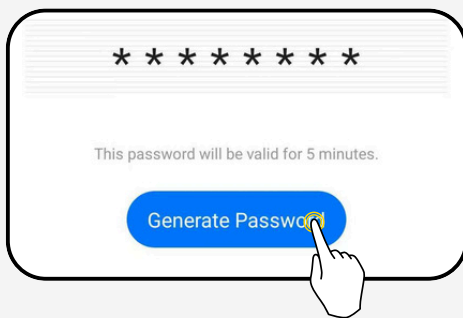 * * * * * * * *
This password will be valid for 5 minutes.
Generate Password